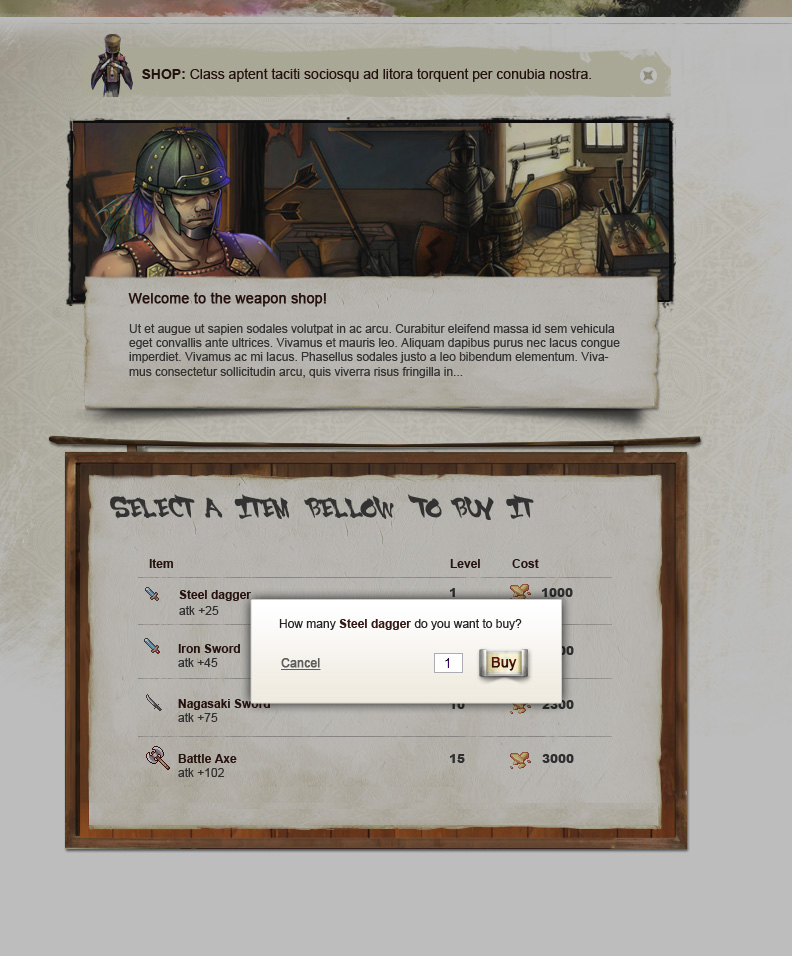 SHOP: Class aptent taciti sociosqu ad litora torquent per conubia nostra.
Welcome to the weapon shop!
Ut et augue ut sapien sodales volutpat in ac arcu. Curabitur eleifend massa id sem vehicula
eget convallis ante ultrices. Vivamus et mauris leo. Aliquam dapibus purus nec lacus congue
imperdiet. Vivamus ac mi lacus. Phasellus sodales justo a leo bibendum elementum. Viva-
mus consectetur sollicitudin arcu, quis viverra risus fringilla in...
SELECT A ITEM BELLOW TO BUY IT
Item Level Cost
Steel dagger 1 1000
atk +25
How many Steel dagger do you want to buy?
Cancel 1 Buy
Iron Sword
atk +45
Nagasaki Sword 10 2300
atk +75
Battle Axe 15 3000
atk +102